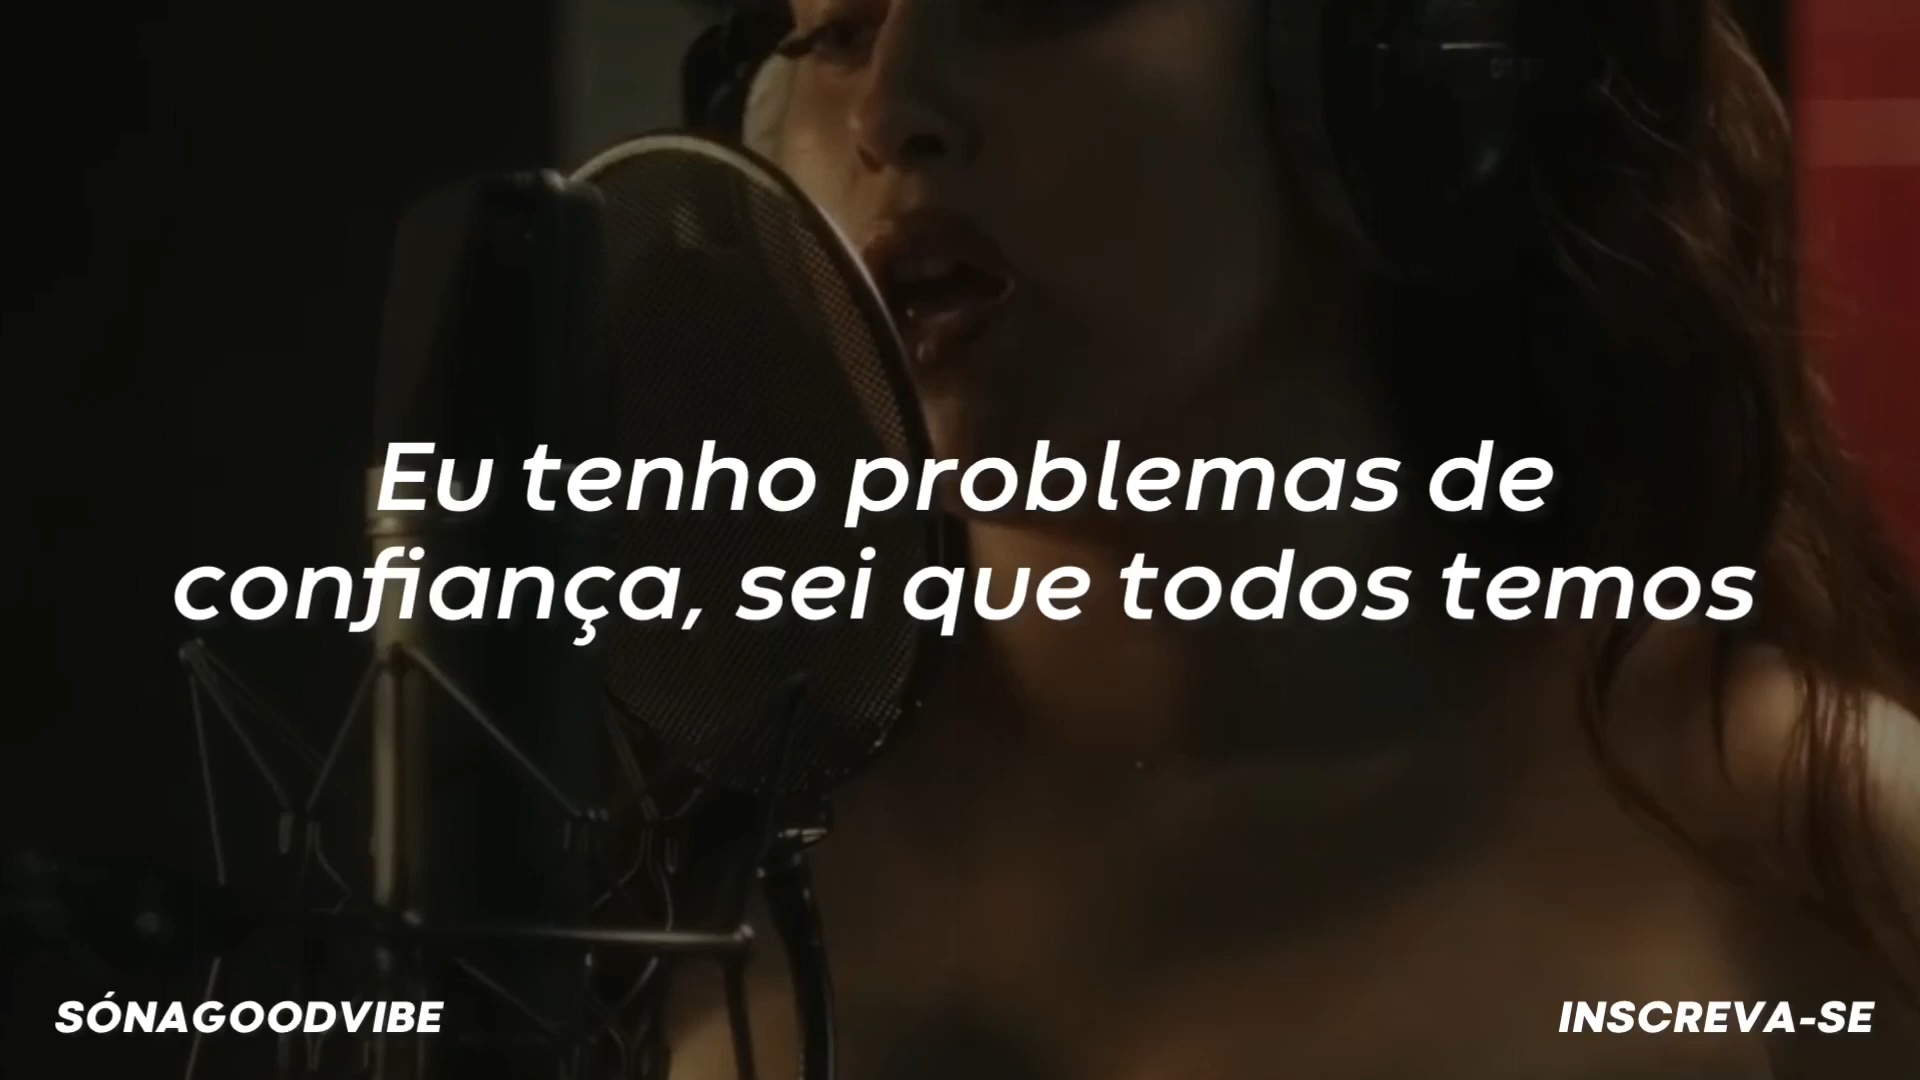 Eu tenho problemas de
confiança, sei que todos temos
SÓNAGOODVIBE
INSCREVA-SE